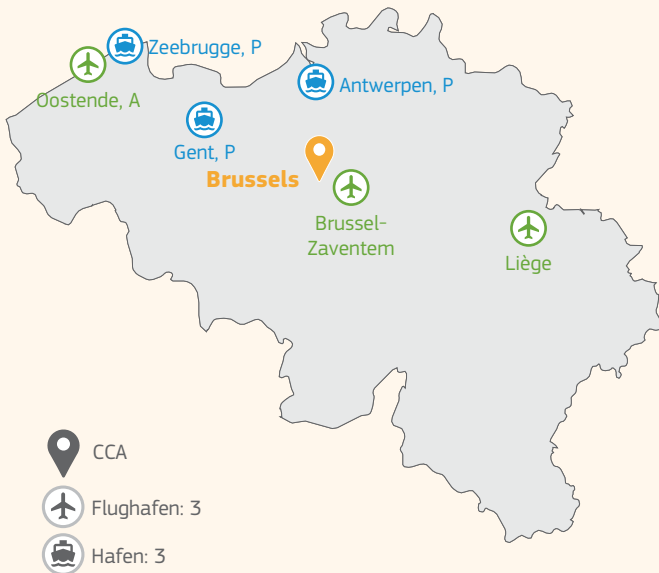 Zeebrugge, P
Oostende, A
Antwerpen, P
Gent, P
Brussels
Brussel-
Zaventem
Liège
CCA
Flughafen: 3
Hafen: 3